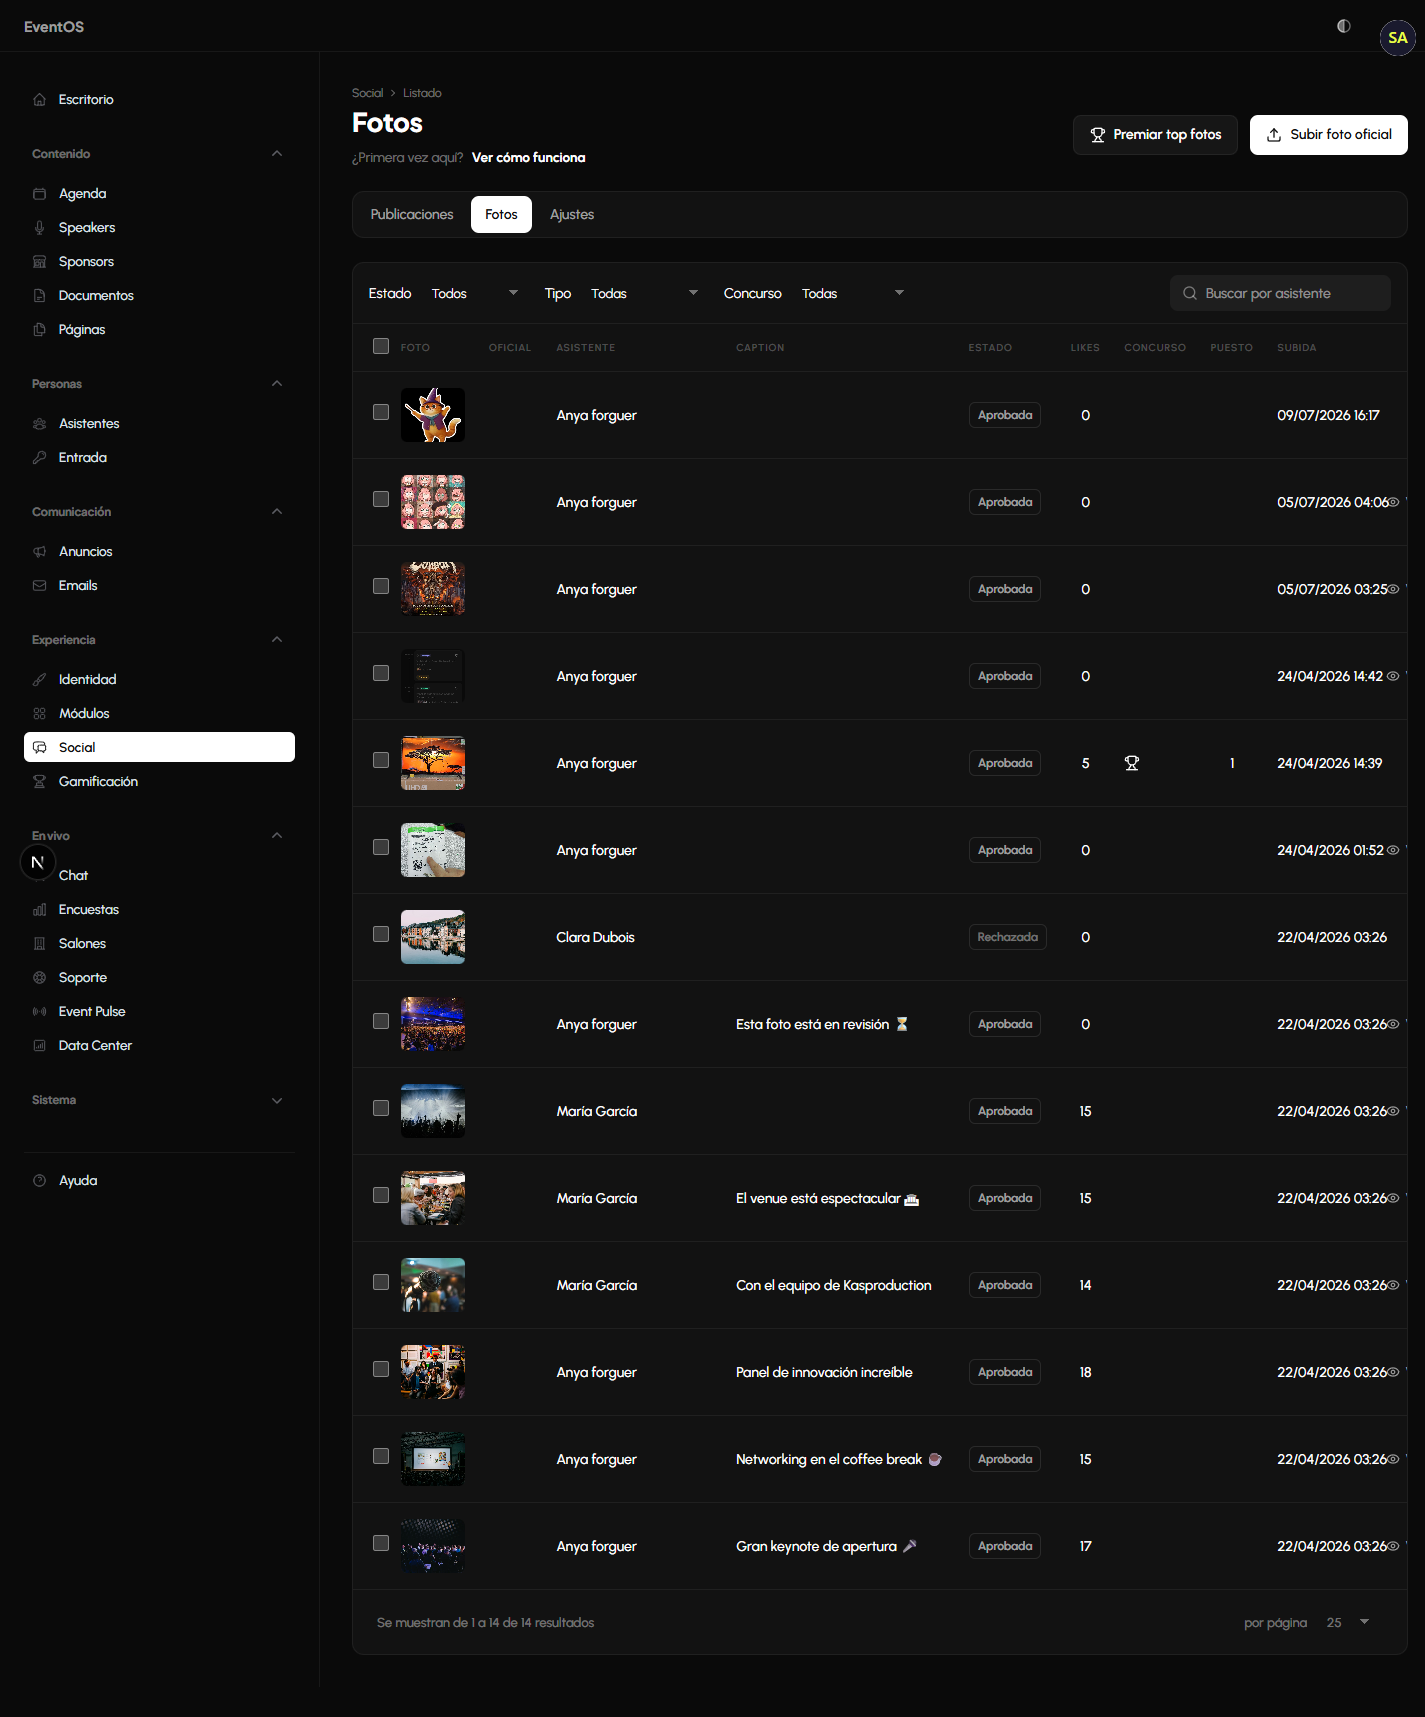 EventOS
SA
Escritorio
Contenido
Agenda
Speakers
Sponsors
Documentos
Páginas
Personas
Asistentes
Entrada
Comunicación
Anuncios
Emails
Experiencia
Identidad
Módulos
Social
Gamificación
En vivo
N
Chat
Encuestas
Salones
Soporte
Event Pulse
Data Center
Sistema
Ayuda
Social > Listado
Fotos
¿Primera vez aquí? Ver cómo funciona
Premiar top fotos
Subir foto oficial
Publicaciones Fotos Ajustes
Estado Todos Tipo Todas Concurso Todas Buscar por asistente
FOTO OFICIAL ASISTENTE CAPTION ESTADO LIKES CONCURSO PUESTO SUBIDA
Anya forguer Aprobada 0 09/07/2026 16:17
Anya forguer Aprobada 0 05/07/2026 04:06
Anya forguer Aprobada 0 05/07/2026 03:25
Anya forguer Aprobada 0 24/04/2026 14:42
Anya forguer Aprobada 5 1 24/04/2026 14:39
Anya forguer Aprobada 0 24/04/2026 01:52
Clara Dubois Rechazada 0 22/04/2026 03:26
Anya forguer Esta foto está en revisión ⏳ Aprobada 0 22/04/2026 03:26
María García Aprobada 15 22/04/2026 03:26
María García El venue está espectacular 🏛️ Aprobada 15 22/04/2026 03:26
María García Con el equipo de Kasproduction Aprobada 14 22/04/2026 03:26
Anya forguer Panel de innovación increíble Aprobada 18 22/04/2026 03:26
Anya forguer Networking en el coffee break ☕ Aprobada 15 22/04/2026 03:26
Anya forguer Gran keynote de apertura 🎤 Aprobada 17 22/04/2026 03:26
Se muestran de 1 a 14 de 14 resultados
por página 25